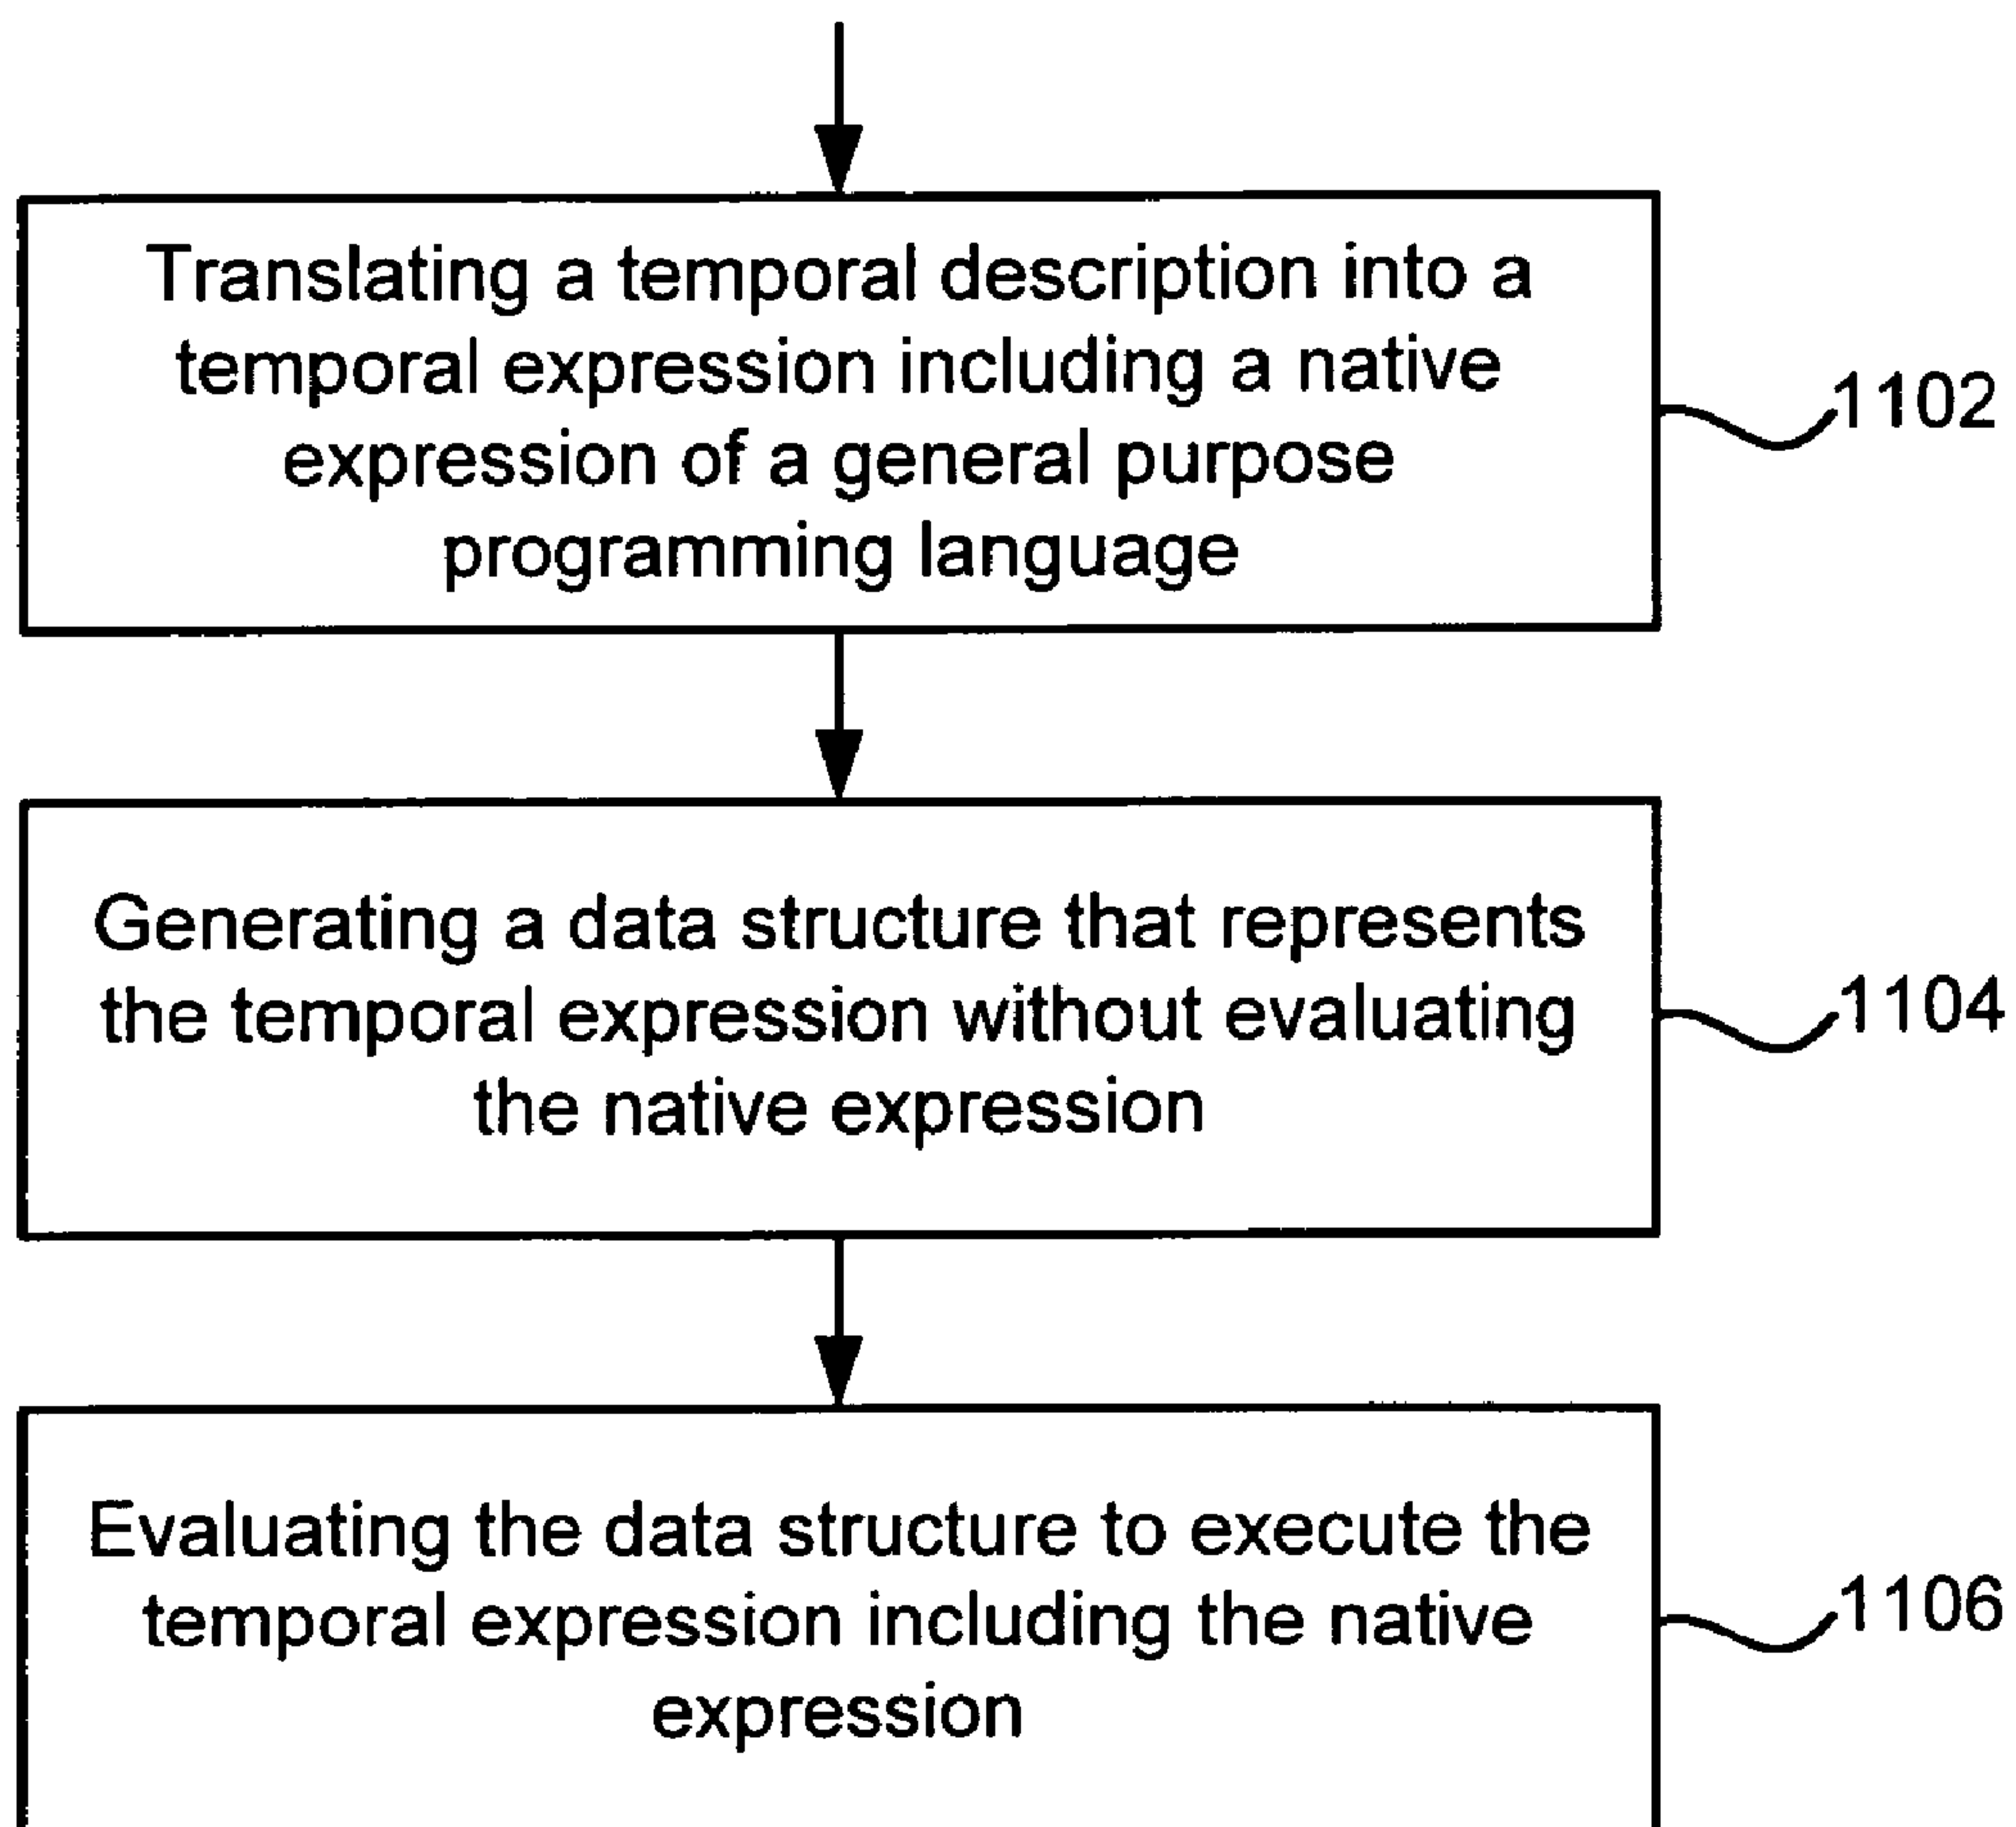 Translating a temporal description into a
temporal expression including a native
expression of a general purpose
programming language
1102
Generating a data structure that represents
the temporal expression without evaluating
the native expression
1104
Evaluating the data structure to execute the
temporal expression including the native
expression
1106